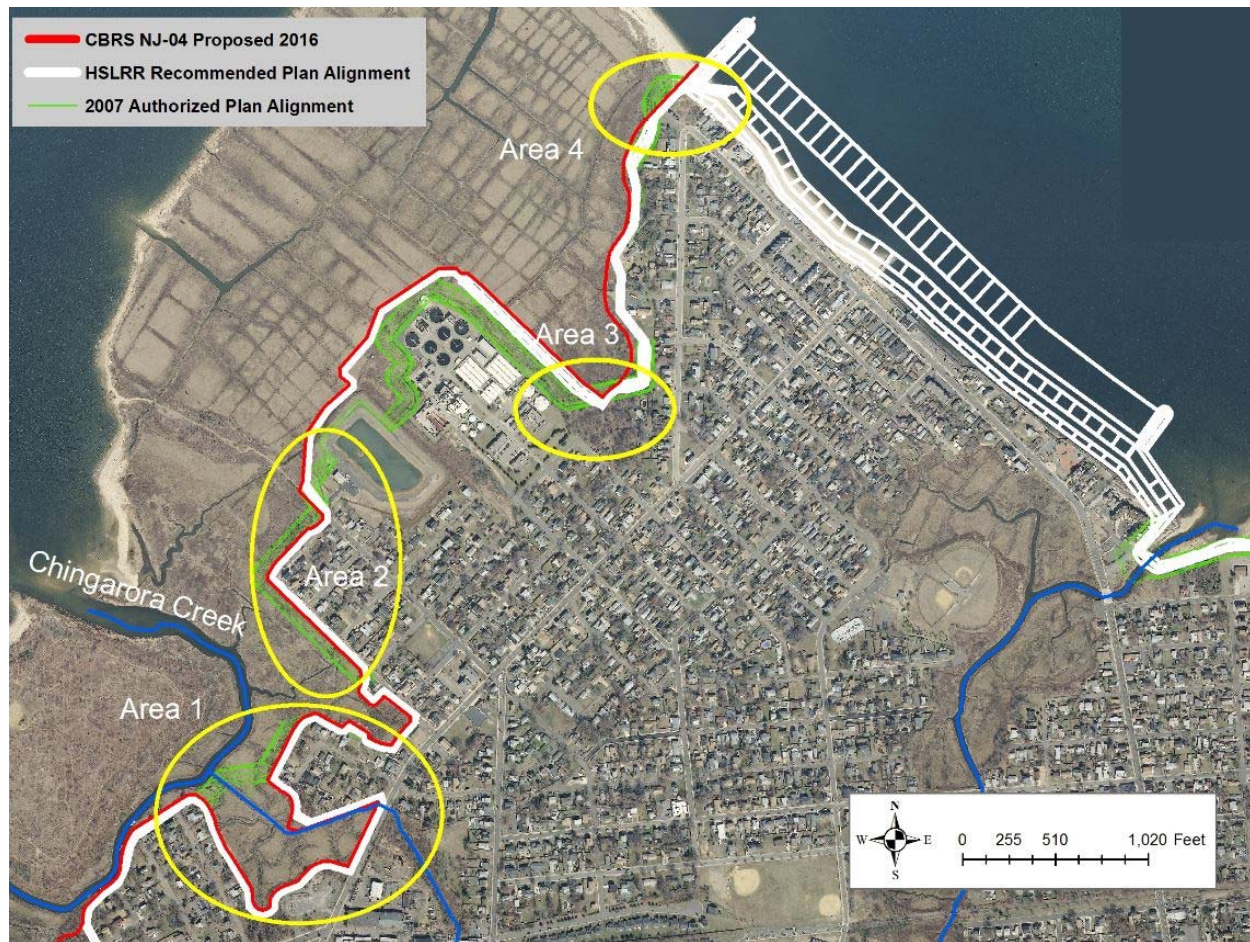 CBRS NJ-04 Proposed 2016
HSLRR Recommended Plan Alignment
2007 Authorized Plan Alignment
Area 4
Area 3
Area 2
Chingarora Creek
Area 1
N
W E
S
0 255 510 1,020 Feet